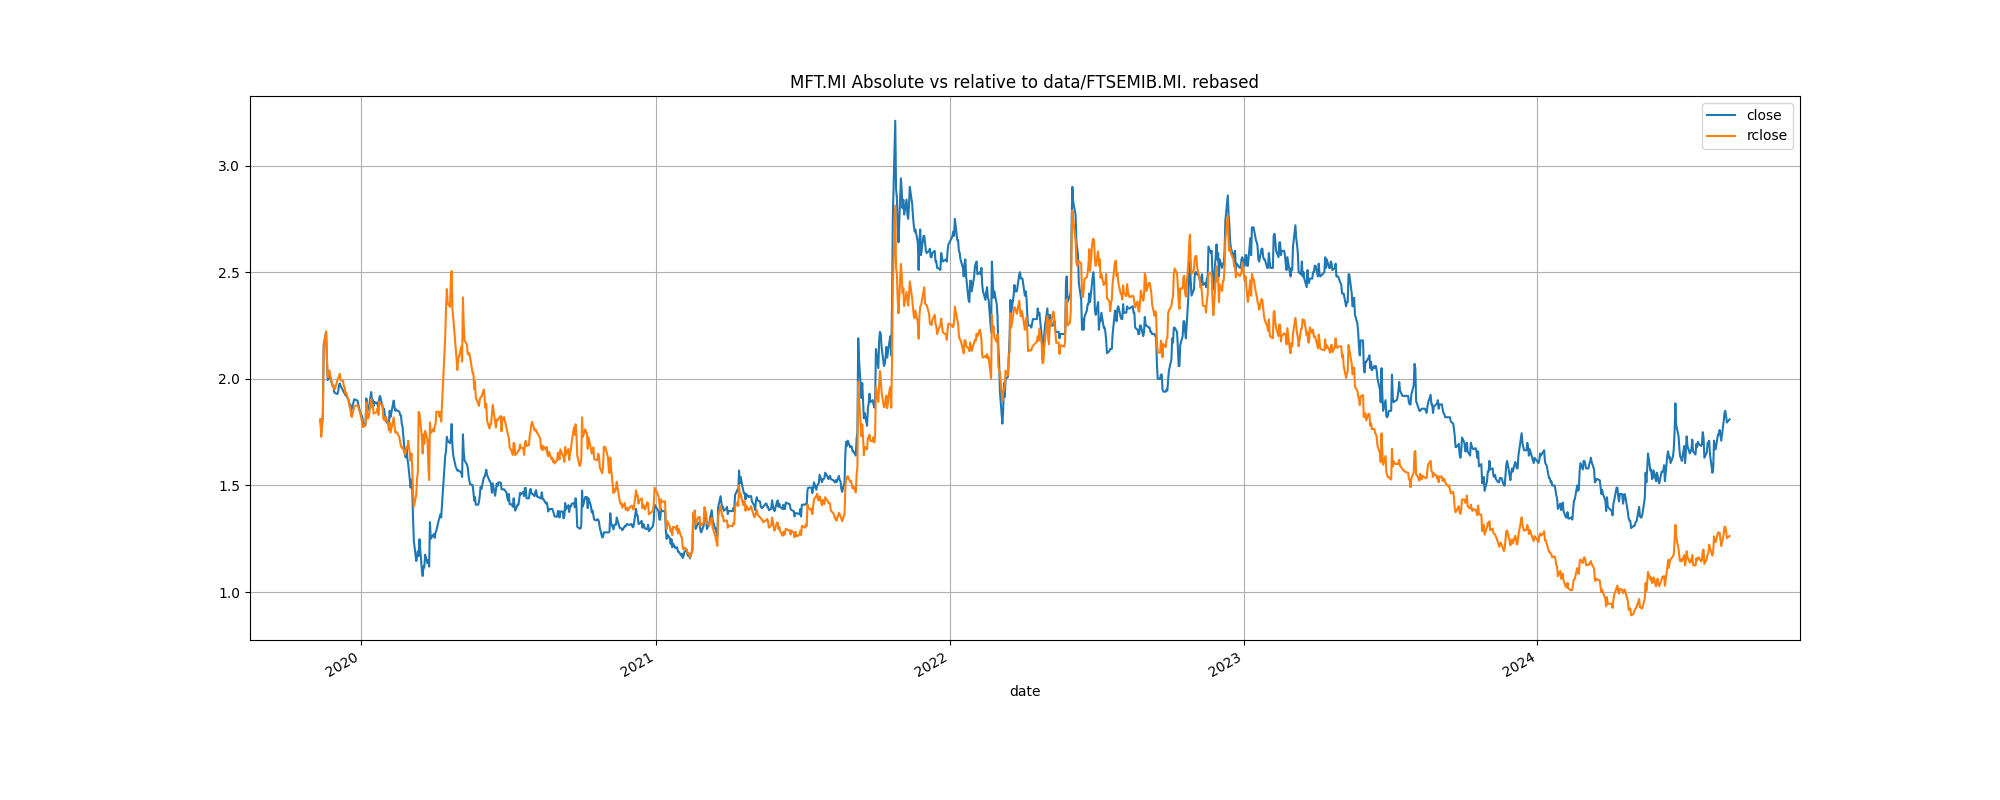 MFT.MI Absolute vs relative to data/FTSEMIB.MI. rebased
close
rclose
3.0
2.5
2.0
1.5
1.0
2020
2021
2022
2023
2024
date